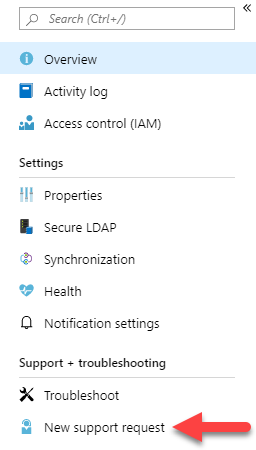 Search (Ctrl+/)
Overview
Activity log
Access control (IAM)
Settings
Properties
Secure LDAP
Synchronization
Health
Notification settings
Support + troubleshooting
Troubleshoot
New support request